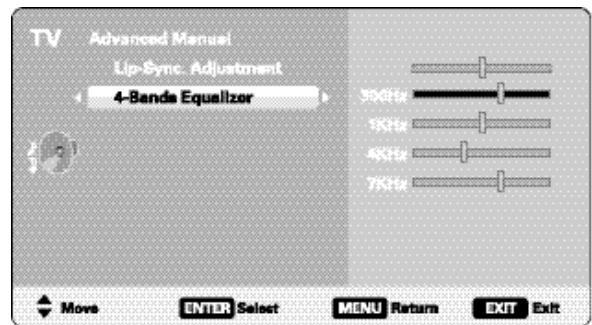 TV Advanced Manual
Lip-Sync. Adjustment
4-Bands Equalizer
300Hz
1KHz
4KHz
7KHz
Move ENTER Select MENU Return EXIT Exit